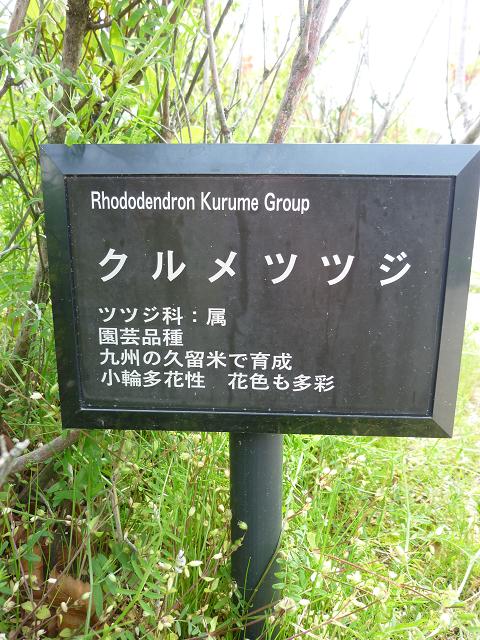 Rhododendron Kurume Group
クルメツツジ
ツツジ科：属
園芸品種
九州の久留米で育成
小輪多花性　花色も多彩